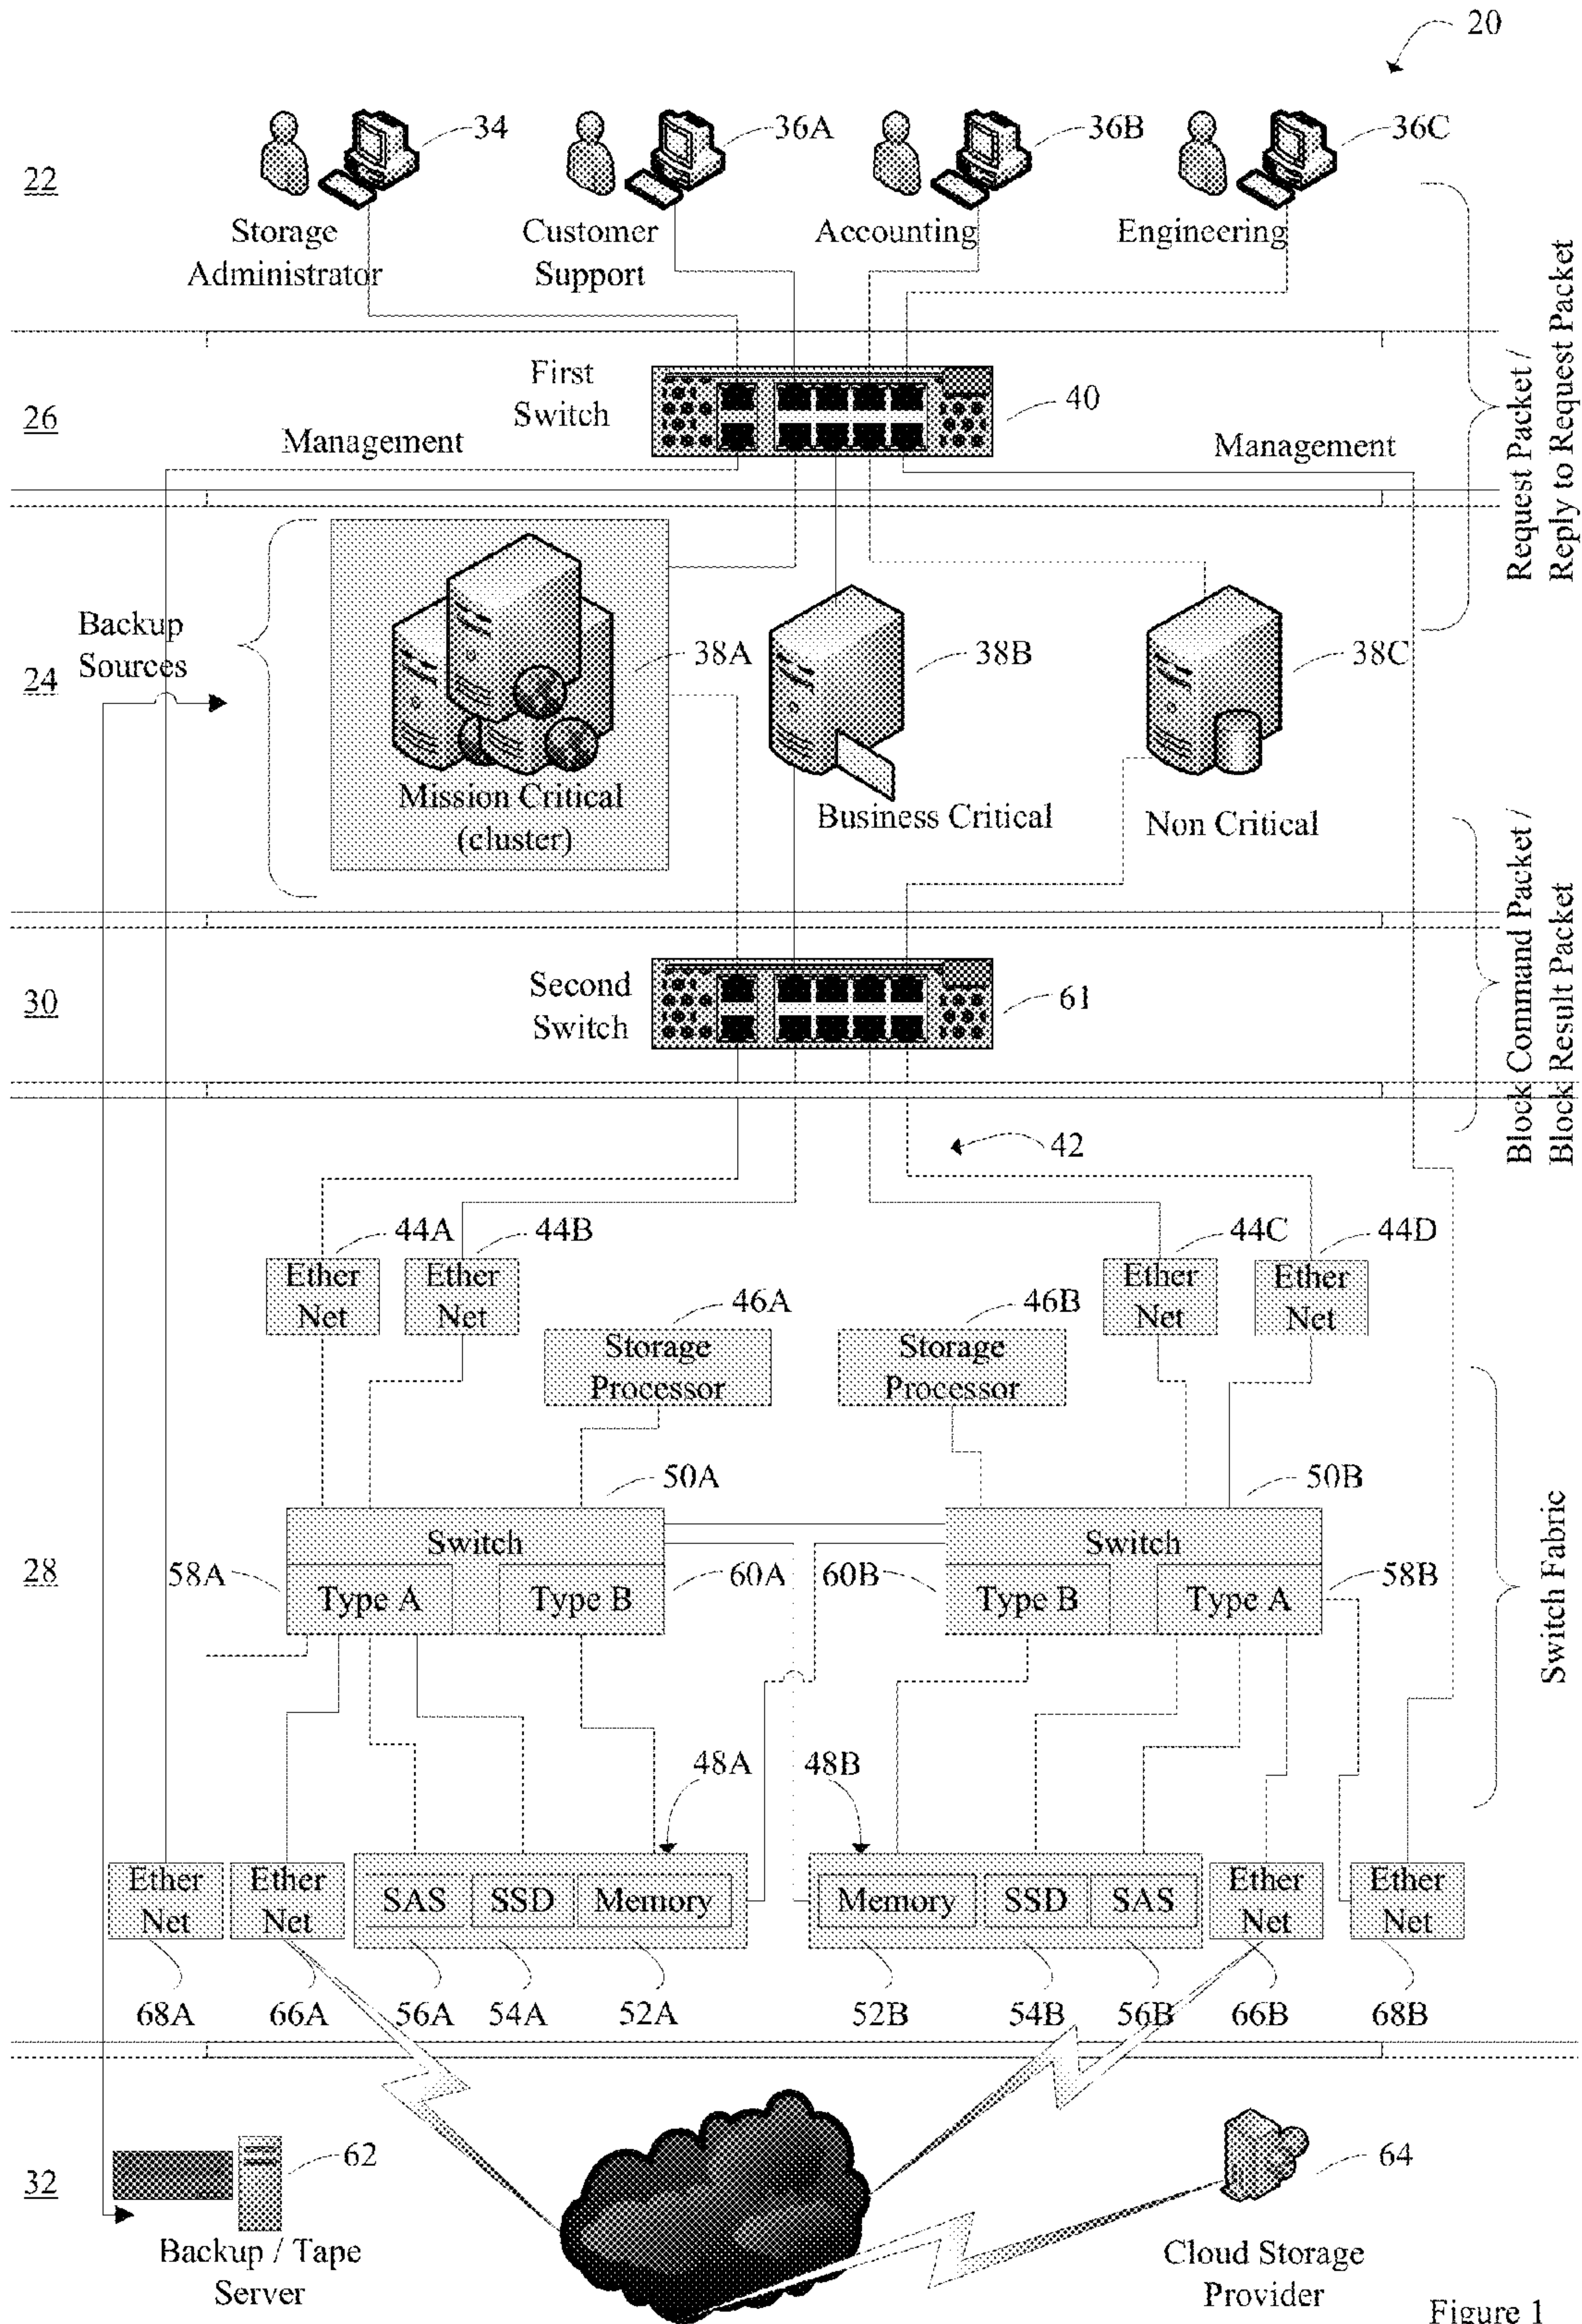 20
34
36A
36B
36C
22
Storage
Administrator
Customer
Support
Accounting
Engineering
Request Packet /
Reply to Request Packet
First
Switch
40
26
Management
Management
Backup
Sources
24
38A
38B
38C
Mission Critical
(cluster)
Business Critical
Non Critical
Block Command Packet /
Block Result Packet
30
Second
Switch
61
42
44A
44B
44C
44D
Ether
Net
Ether
Net
Ether
Net
Ether
Net
46A
46B
Storage
Processor
Storage
Processor
50A
50B
Switch
Switch
28
58A
Type A
Type B
60A
60B
Type B
Type A
58B
Switch Fabric
48A
48B
Ether
Net
Ether
Net
SAS
SSD
Memory
Memory
SSD
SAS
Ether
Net
Ether
Net
68A
66A
56A
54A
52A
52B
54B
56B
66B
68B
32
62
64
Backup / Tape
Server
Cloud Storage
Provider
Figure 1